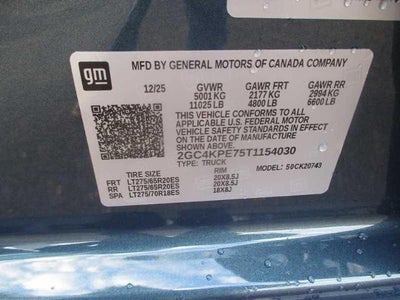 gm
MFD BY GENERAL MOTORS OF CANADA COMPANY
12/25 GVWR GAWR FRT GAWR RR
5001 KG 2177 KG 2994 KG
11025 LB 4800 LB 6600 LB
THIS VEHICLE CONFORMS TO ALL
APPLICABLE U.S. FEDERAL MOTOR
VEHICLE SAFETY STANDARDS IN
EFFECT ON THE DATE OF
MANUFACTURE SHOWN ABOVE.
2GC4KPE75T1154030
TYPE: TRUCK MODEL: 50CK20743
TIRE SIZE RIM
FRT LT275/65R20ES 20X8.5J
RR LT275/65R20ES 20X8.5J
SPA LT275/70R18ES 18X8J